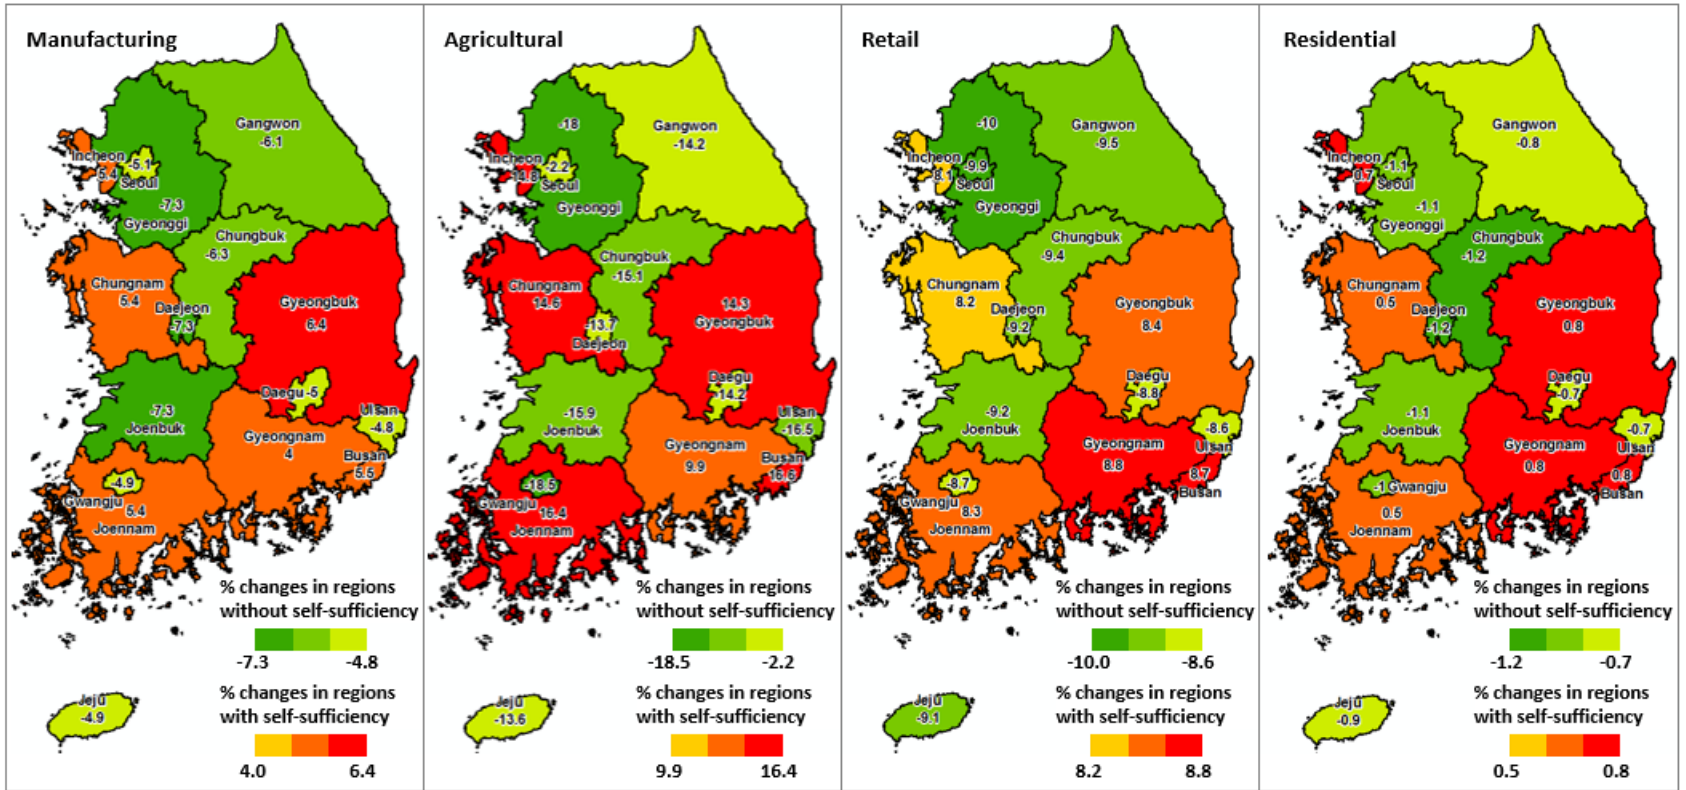 Manufacturing
Gangwon
-6.1
Incheon
5.4
-5.1
Seoul
-7.3
Gyeonggi
Chungbuk
-6.3
Chungnam
5.4
Daejeon
-7.3
Gyeongbuk
6.4
-7.3
Joenbuk
Daegu -5
Ulsan
-4.8
Gyeongnam
4
Busan
5.5
-4.9
Gwangju
5.4
Joennam
% changes in regions
without self-sufficiency
-7.3 -4.8
Jeju
-4.9
% changes in regions
with self-sufficiency
4.0 6.4
Agricultural
-18
Gangwon
-14.2
Incheon
14.8
-2.2
Seoul
Gyeonggi
Chungbuk
-15.1
Chungnam
14.6
-13.7
Daejeon
14.3
Gyeongbuk
-15.9
Joenbuk
Daegu
-14.2
Ulsan
-16.5
Gyeongnam
9.9
Busan
16.6
-18.5
Gwangju
16.4
Joennam
% changes in regions
without self-sufficiency
-18.5 -2.2
Jeju
-13.6
% changes in regions
with self-sufficiency
9.9 16.4
Retail
-10
Gangwon
-9.5
Incheon
8.1
-9.9
Seoul
Gyeonggi
Chungbuk
-9.4
Chungnam
8.2
Daejeon
-9.2
Gyeongbuk
8.4
-9.2
Joenbuk
Daegu
-8.8
-8.6
Ulsan
Gyeongnam
8.8
8.7
Busan
-8.7
Gwangju
8.3
Joennam
% changes in regions
without self-sufficiency
-10.0 -8.6
Jeju
-9.1
% changes in regions
with self-sufficiency
8.2 8.8
Residential
Gangwon
-0.8
Incheon
0.7
-1.1
Seoul
-1.1
Gyeonggi
Chungbuk
-1.2
Chungnam
0.5
Daejeon
-1.2
Gyeongbuk
0.8
-1.1
Joenbuk
Daegu
-0.7
-0.7
Ulsan
Gyeongnam
0.8
0.8
Busan
-1 Gwangju
0.5
Joennam
% changes in regions
without self-sufficiency
-1.2 -0.7
Jeju
-0.9
% changes in regions
with self-sufficiency
0.5 0.8